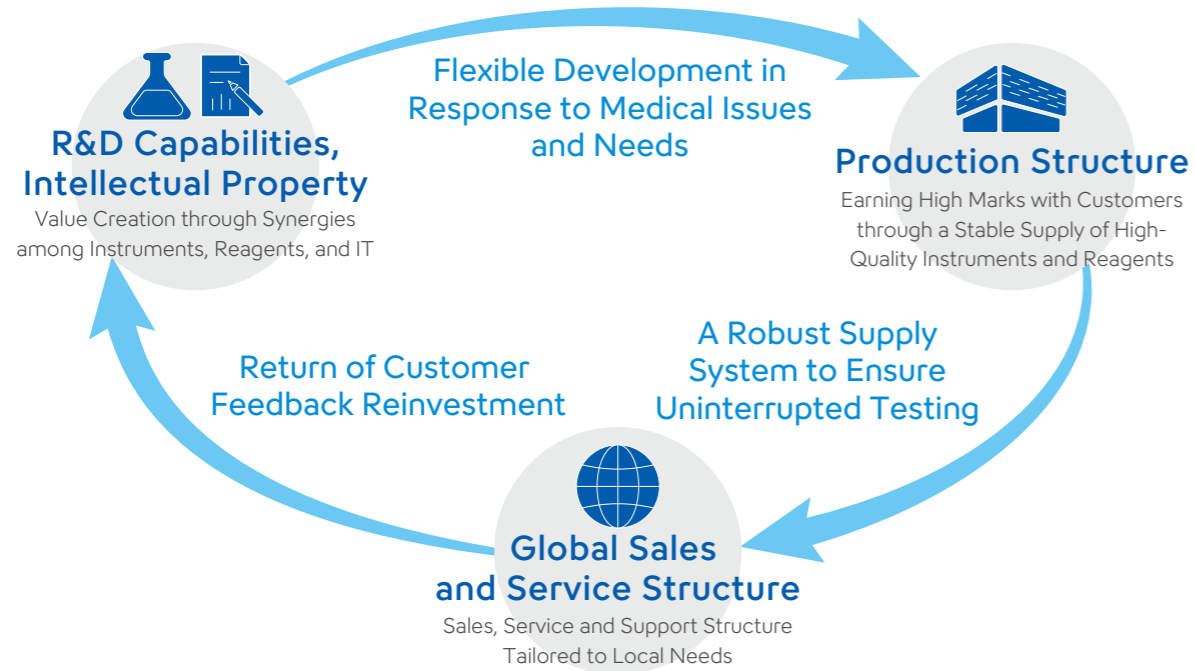 Flexible Development in
Response to Medical Issues
and Needs
R&D Capabilities,
Intellectual Property
Value Creation through Synergies
among Instruments, Reagents, and IT
Production Structure
Earning High Marks with Customers
through a Stable Supply of High-
Quality Instruments and Reagents
Return of Customer
Feedback Reinvestment
A Robust Supply
System to Ensure
Uninterrupted Testing
Global Sales
and Service Structure
Sales, Service and Support Structure
Tailored to Local Needs